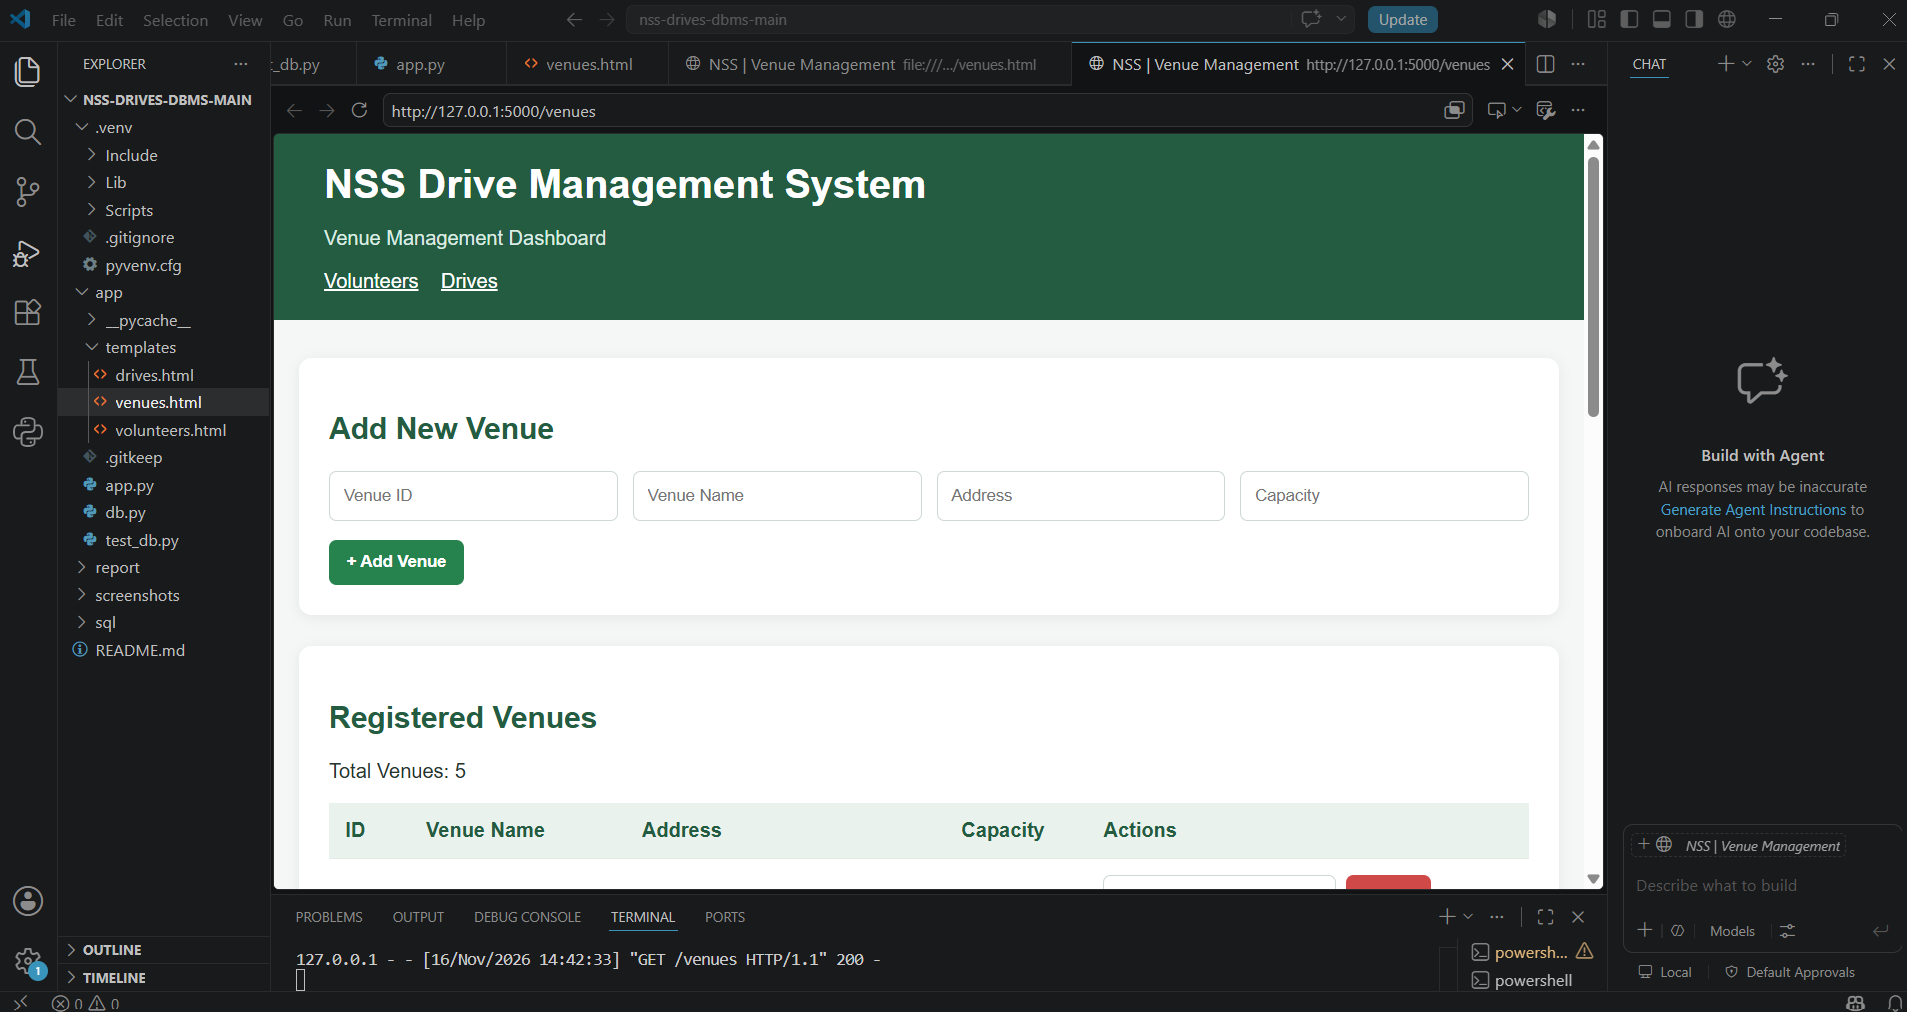 File Edit Selection View Go Run Terminal Help
nss-drives-dbms-main
Update
EXPLORER
NSS-DRIVES-DBMS-MAIN
.venv
Include
Lib
Scripts
.gitignore
pyvenv.cfg
app
__pycache__
templates
drives.html
venues.html
volunteers.html
.gitkeep
app.py
db.py
test_db.py
report
screenshots
sql
README.md
OUTLINE
TIMELINE
1
0 0
t_db.py
app.py
venues.html
NSS | Venue Management file:///.../venues.html
NSS | Venue Management http://127.0.0.1:5000/venues
http://127.0.0.1:5000/venues
NSS Drive Management System
Venue Management Dashboard
Volunteers Drives
Add New Venue
Venue ID Venue Name Address Capacity
+ Add Venue
Registered Venues
Total Venues: 5
ID Venue Name Address Capacity Actions
PROBLEMS OUTPUT DEBUG CONSOLE TERMINAL PORTS
127.0.0.1 - - [16/Nov/2026 14:42:33] "GET /venues HTTP/1.1" 200 -
powersh...
powershell
CHAT
Build with Agent
AI responses may be inaccurate
Generate Agent Instructions to
onboard AI onto your codebase.
NSS | Venue Management
Describe what to build
Models
Local Default Approvals